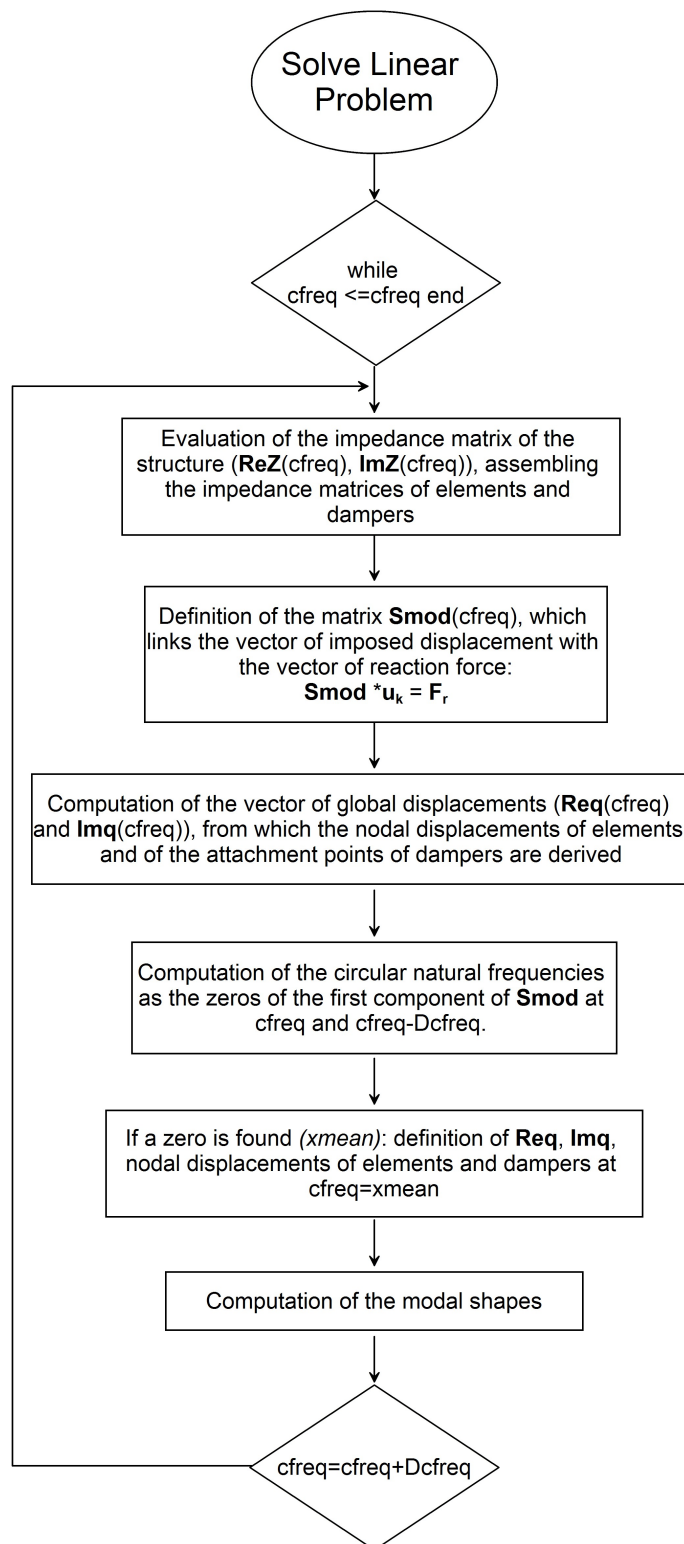 Solve Linear
Problem
while
cfreq <=cfreq end
Evaluation of the impedance matrix of the
structure (ReZ(cfreq), ImZ(cfreq)), assembling
the impedance matrices of elements and
dampers
Definition of the matrix Smod(cfreq), which
links the vector of imposed displacement with
the vector of reaction force:
Smod *uk = Fr
Computation of the vector of global displacements (Req(cfreq)
and Imq(cfreq)), from which the nodal displacements of elements
and of the attachment points of dampers are derived
Computation of the circular natural frequencies
as the zeros of the first component of Smod at
cfreq and cfreq-Dcfreq.
If a zero is found (xmean): definition of Req, Imq,
nodal displacements of elements and dampers at
cfreq=xmean
Computation of the modal shapes
cfreq=cfreq+Dcfreq